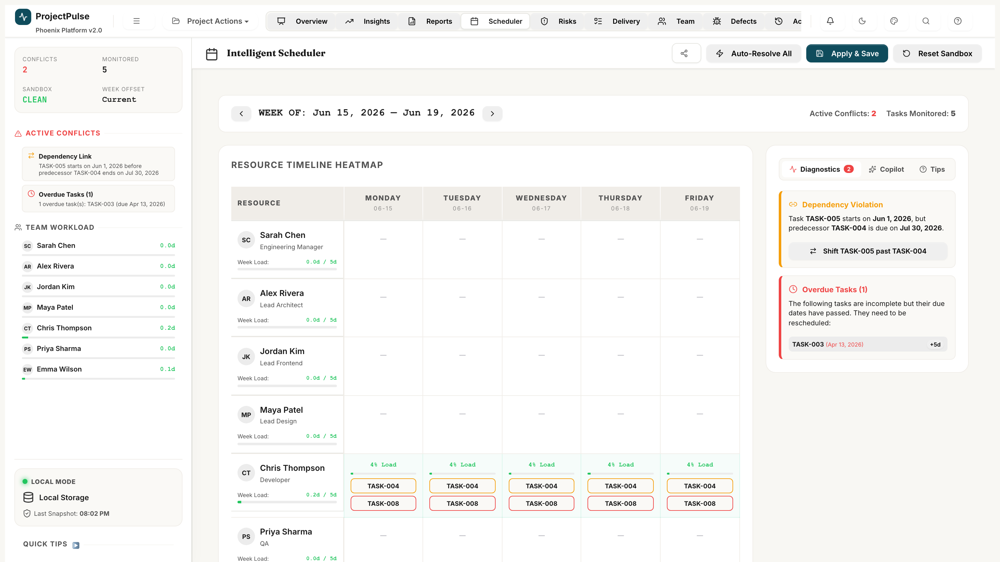 ProjectPulse
Phoenix Platform v2.0
Project Actions
Overview
Insights
Reports
Scheduler
Risks
Delivery
Team
Defects
Ac
CONFLICTS
2
MONITORED
5
SANDBOX
CLEAN
WEEK OFFSET
Current
ACTIVE CONFLICTS
Dependency Link
TASK-005 starts on Jun 1, 2026 before
predecessor TASK-004 ends on Jul 30, 2026
Overdue Tasks (1)
1 overdue task(s): TASK-003 (due Apr 13, 2026)
TEAM WORKLOAD
SC Sarah Chen 0.0d
AR Alex Rivera 0.0d
JK Jordan Kim 0.0d
MP Maya Patel 0.0d
CT Chris Thompson 0.2d
PS Priya Sharma 0.0d
EW Emma Wilson 0.1d
LOCAL MODE
Local Storage
Last Snapshot: 08:02 PM
QUICK TIPS
Intelligent Scheduler
Auto-Resolve All
Apply & Save
Reset Sandbox
WEEK OF: Jun 15, 2026 — Jun 19, 2026
Active Conflicts: 2 Tasks Monitored: 5
RESOURCE TIMELINE HEATMAP
RESOURCE
MONDAY
06-15
TUESDAY
06-16
WEDNESDAY
06-17
THURSDAY
06-18
FRIDAY
06-19
SC
Sarah Chen
Engineering Manager
Week Load: 0.0d / 5d
— — — — —
AR
Alex Rivera
Lead Architect
Week Load: 0.0d / 5d
— — — — —
JK
Jordan Kim
Lead Frontend
Week Load: 0.0d / 5d
— — — — —
MP
Maya Patel
Lead Design
Week Load: 0.0d / 5d
— — — — —
CT
Chris Thompson
Developer
Week Load: 0.2d / 5d
4% Load 4% Load 4% Load 4% Load 4% Load
TASK-004 TASK-004 TASK-004 TASK-004 TASK-004
TASK-008 TASK-008 TASK-008 TASK-008 TASK-008
PS
Priya Sharma
QA
Week Load: 0.0d / 5d
— — — — —
Diagnostics 2
Copilot
Tips
Dependency Violation
Task TASK-005 starts on Jun 1, 2026, but
predecessor TASK-004 is due on Jul 30, 2026.
Shift TASK-005 past TASK-004
Overdue Tasks (1)
The following tasks are incomplete but their due
dates have passed. They need to be
rescheduled:
TASK-003 (Apr 13, 2026) +5d